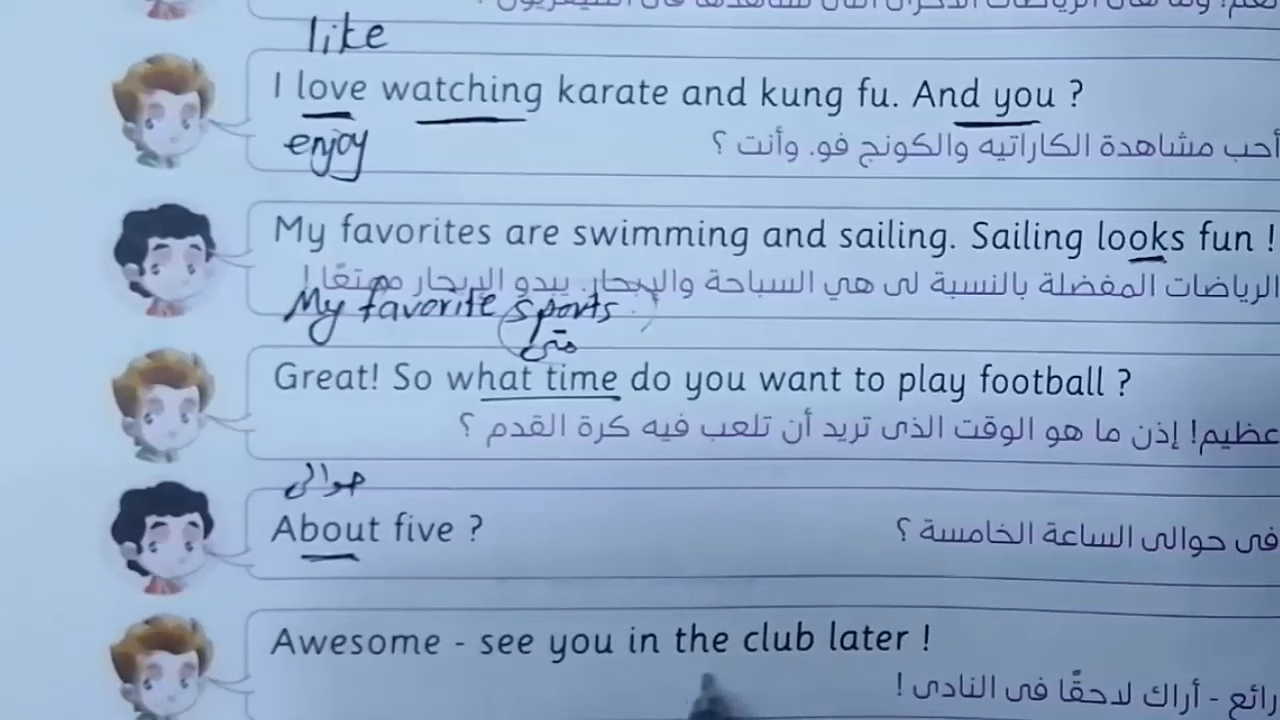 like
I love watching karate and kung fu. And you ?
enjoy
أحب مشاهدة الكاراتيه والكونج فو. وأنت ؟
My favorites are swimming and sailing. Sailing looks fun !
الرياضات المفضلة بالنسبة لى هي السباحة والإبحار. يبدو الإبحار ممتعًا !
My favorite sports
متى
Great! So what time do you want to play football ?
عظيم! إذن ما هو الوقت الذى تريد أن تلعب فيه كرة القدم ؟
حوالى
About five ?
فى حوالى الساعة الخامسة ؟
Awesome - see you in the club later !
رائع - أراك لاحقًا فى النادى !